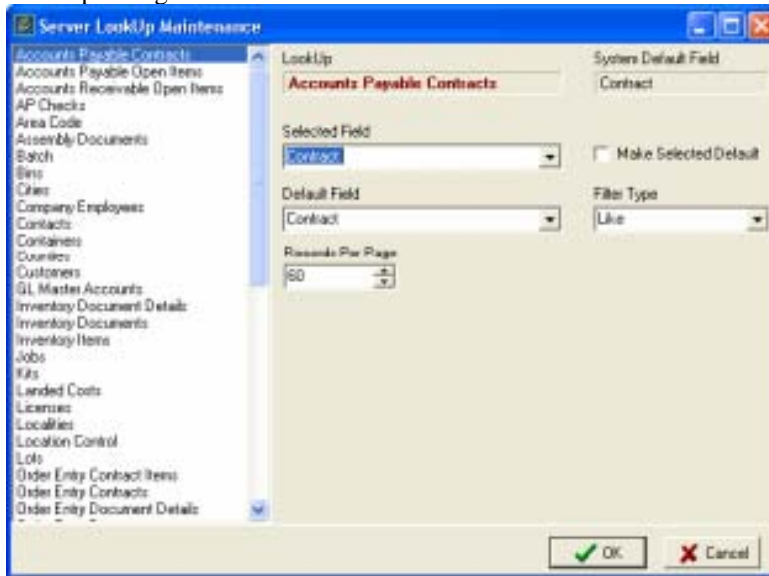 Server LookUp Maintenance
Accounts Payable Contracts
Accounts Payable Open Items
Accounts Receivable Open Items
AP Checks
Area Code
Assembly Documents
Batch
Bins
Cities
Company Employees
Contacts
Containers
Countries
Customers
GL Master Accounts
Inventory Document Details
Inventory Documents
Inventory Items
Jobs
Kits
Landed Costs
Licenses
Localities
Location Control
Lots
Order Entry Contract Items
Order Entry Contracts
Order Entry Document Details
LookUp
Accounts Payable Contracts
System Default Field
Contract
Selected Field
Contract
Make Selected Default
Default Field
Contract
Filter Type
Like
Records Per Page
60
OK
Cancel